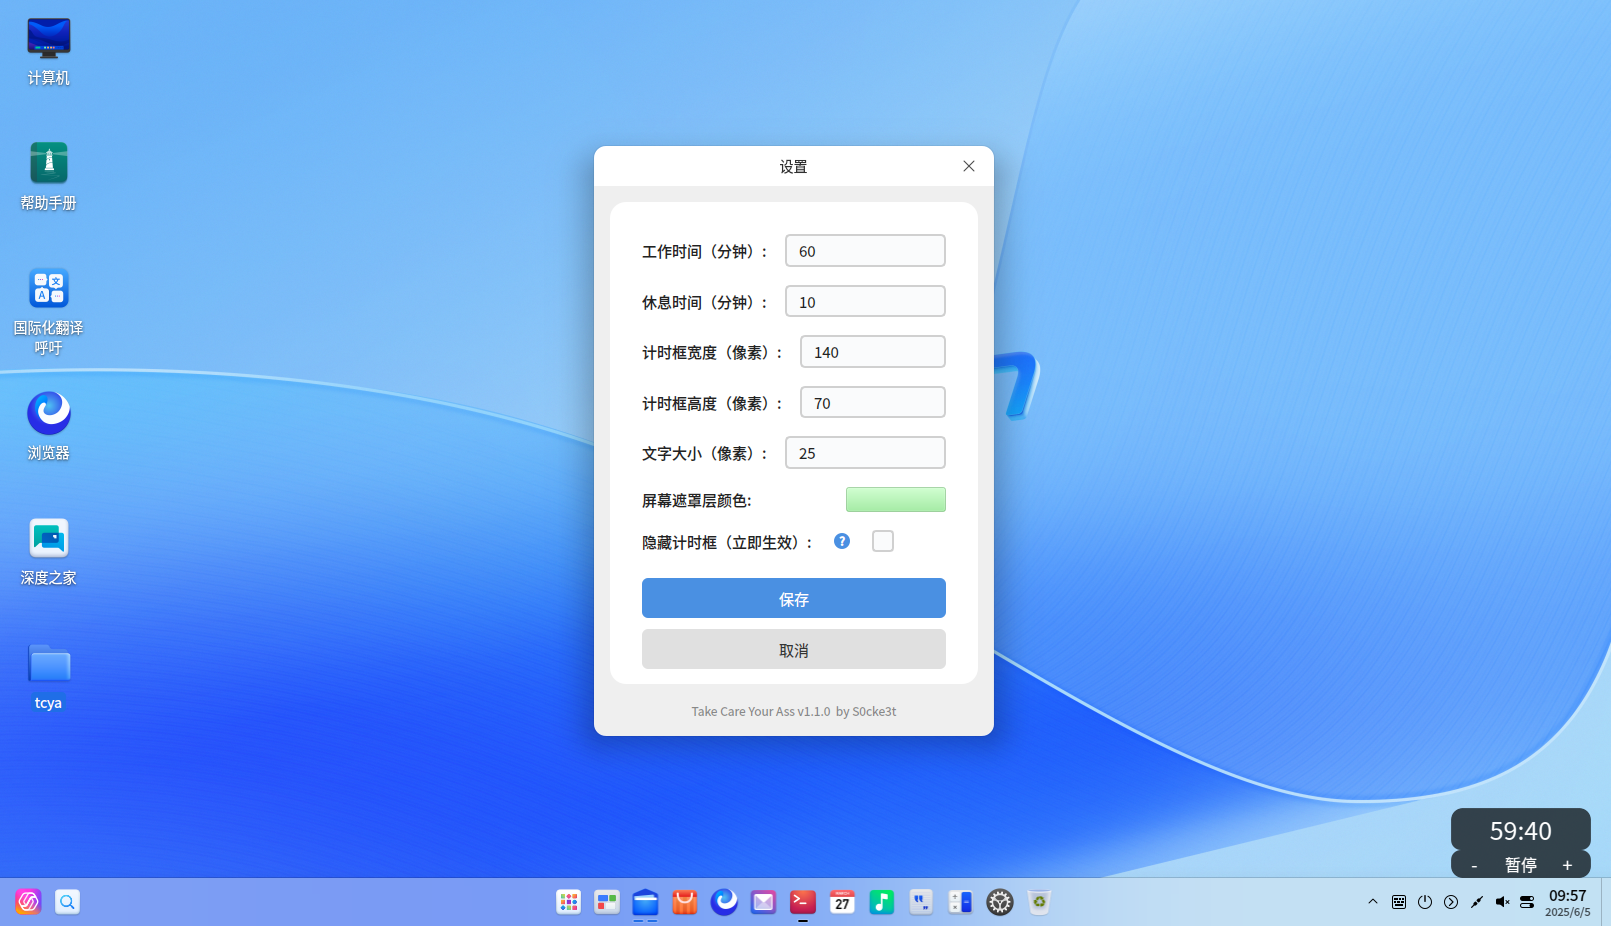 计算机
帮助手册
国际化翻译
呼吁
浏览器
深度之家
tcya
设置
工作时间（分钟）: 60
休息时间（分钟）: 10
计时框宽度（像素）: 140
计时框高度（像素）: 70
文字大小（像素）: 25
屏幕遮罩层颜色:
隐藏计时框（立即生效）: ?
保存
取消
Take Care Your Ass v1.1.0 by S0cke3t
59:40
- 暂停 +
27
09:57
2025/6/5